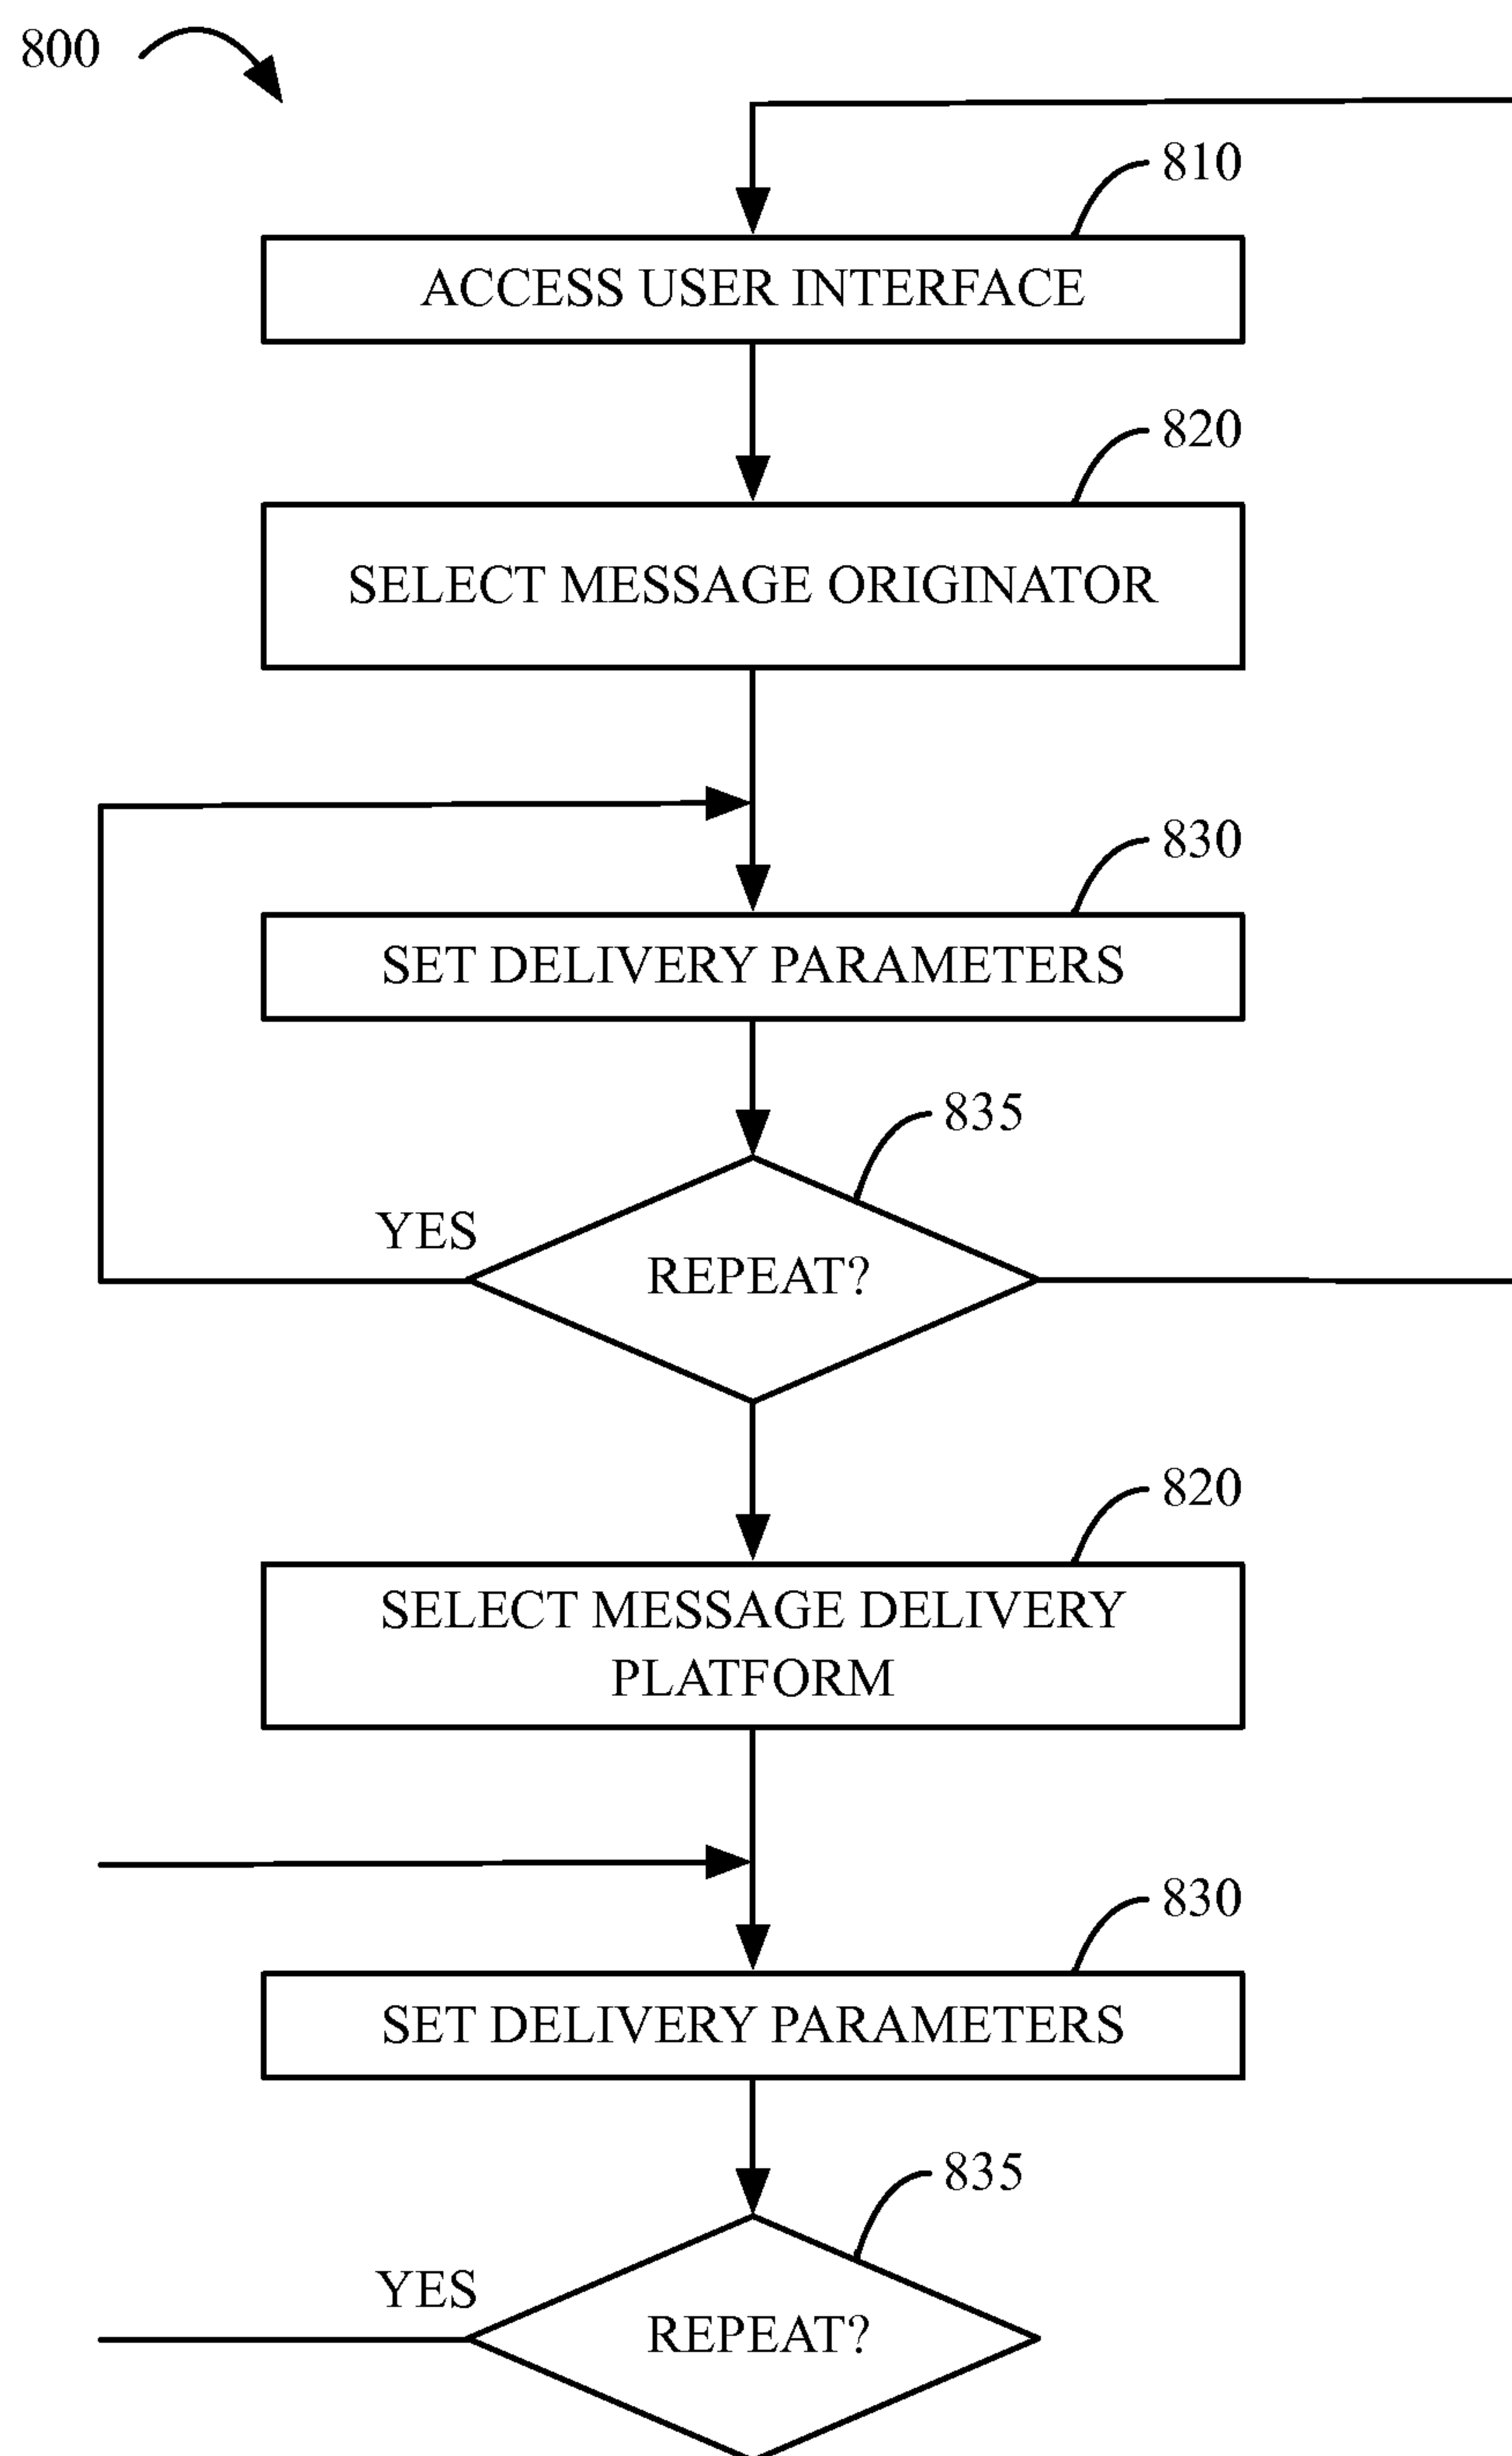 800
810
ACCESS USER INTERFACE
820
SELECT MESSAGE ORIGINATOR
830
SET DELIVERY PARAMETERS
835
YES
REPEAT?
820
SELECT MESSAGE DELIVERY
PLATFORM
830
SET DELIVERY PARAMETERS
835
YES
REPEAT?